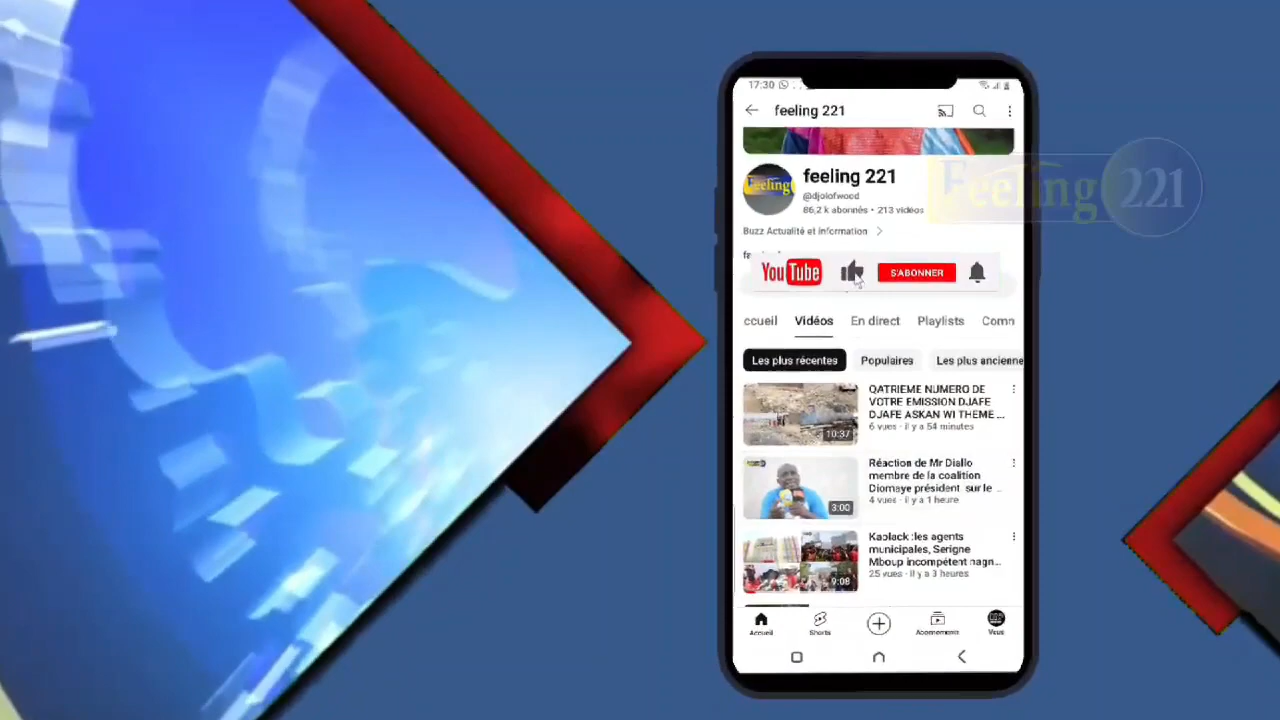 17:30
feeling 221
Feeling
feeling 221
@djolofwood
86,2 k abonnés • 213 vidéos
Feeling 221
Buzz Actualité et information
YouTube S'ABONNER
ccueil Vidéos En direct Playlists Comn
Les plus récentes Populaires Les plus ancienne
QATRIEME NUMERO DE
VOTRE EMISSION DJAFE
DJAFE ASKAN WI THEME ...
6 vues · il y a 54 minutes
10:37
Réaction de Mr Diallo
membre de la coalition
Diomaye président sur le ...
4 vues · il y a 1 heure
3:00
Kaolack :les agents
municipales, Serigne
Mboup incompétent nagn...
25 vues · il y a 3 heures
9:08
Accueil Shorts Abonnements Vous